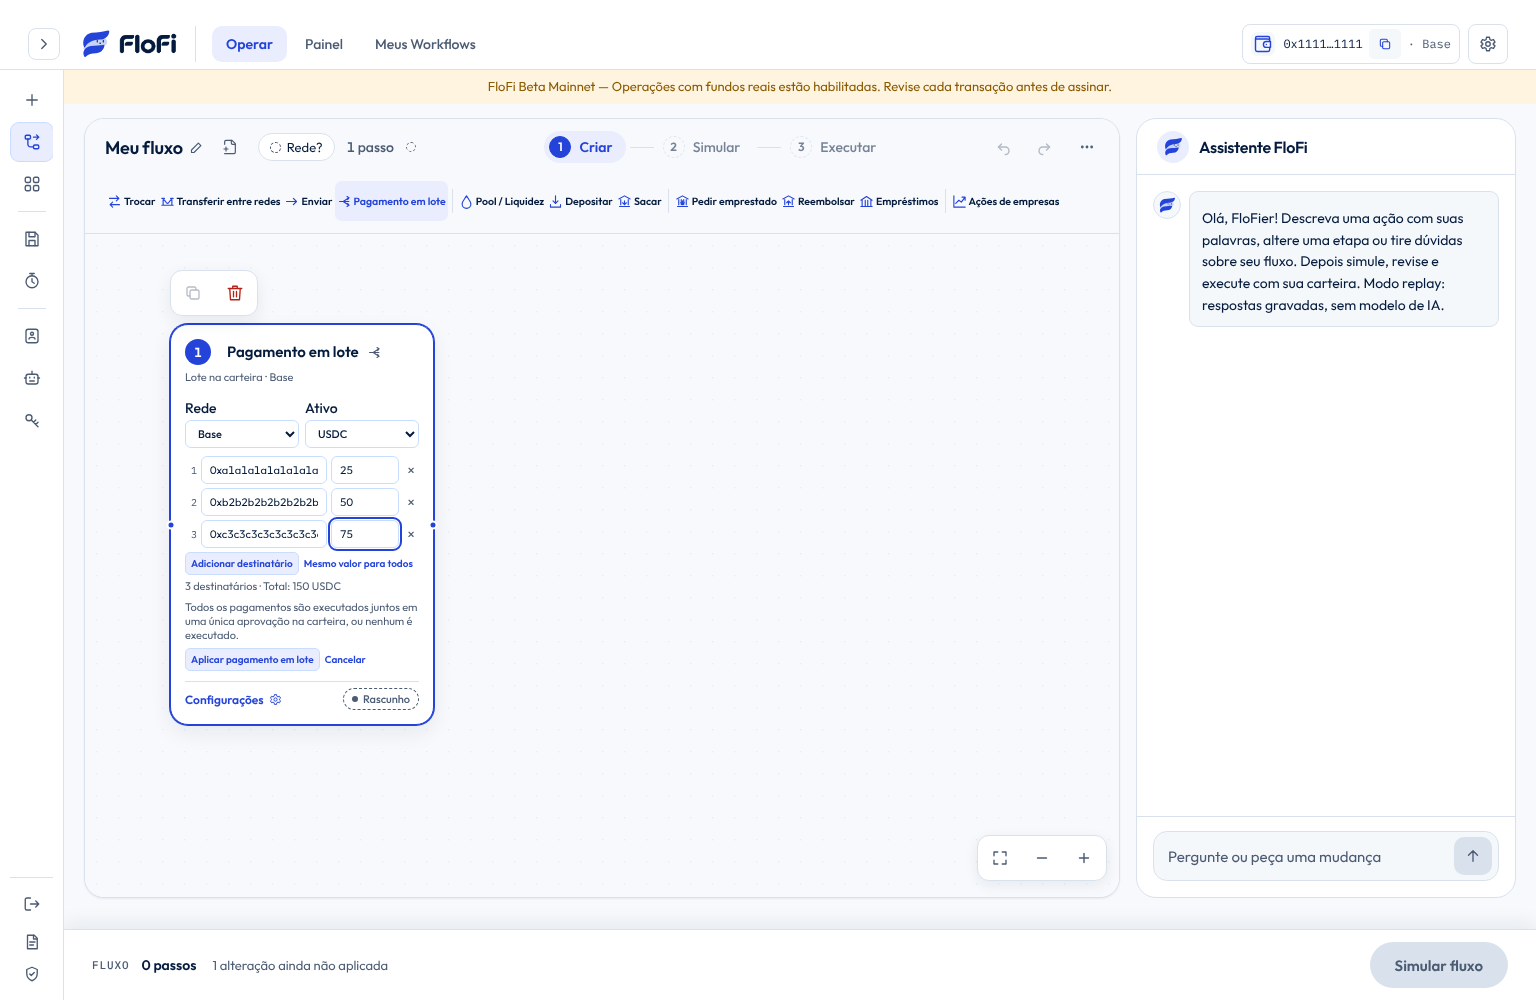 FloFi
Operar
Painel
Meus Workflows
0x1111…1111
· Base
FloFi Beta Mainnet — Operações com fundos reais estão habilitadas. Revise cada transação antes de assinar.
Meu fluxo
Rede?
1 passo
1 Criar
2 Simular
3 Executar
Trocar
Transferir entre redes
Enviar
Pagamento em lote
Pool / Liquidez
Depositar
Sacar
Pedir emprestado
Reembolsar
Empréstimos
Ações de empresas
1 Pagamento em lote
Lote na carteira · Base
Rede Ativo
Base USDC
1 0xa1a1a1a1a1a1a1a 25 ×
2 0xb2b2b2b2b2b2b2b 50 ×
3 0xc3c3c3c3c3c3c3 75 ×
Adicionar destinatário Mesmo valor para todos
3 destinatários · Total: 150 USDC
Todos os pagamentos são executados juntos em
uma única aprovação na carteira, ou nenhum é
executado.
Aplicar pagamento em lote Cancelar
Configurações
Rascunho
Assistente FloFi
Olá, FloFier! Descreva uma ação com suas
palavras, altere uma etapa ou tire dúvidas
sobre seu fluxo. Depois simule, revise e
execute com sua carteira. Modo replay:
respostas gravadas, sem modelo de IA.
Pergunte ou peça uma mudança
FLUXO 0 passos 1 alteração ainda não aplicada
Simular fluxo